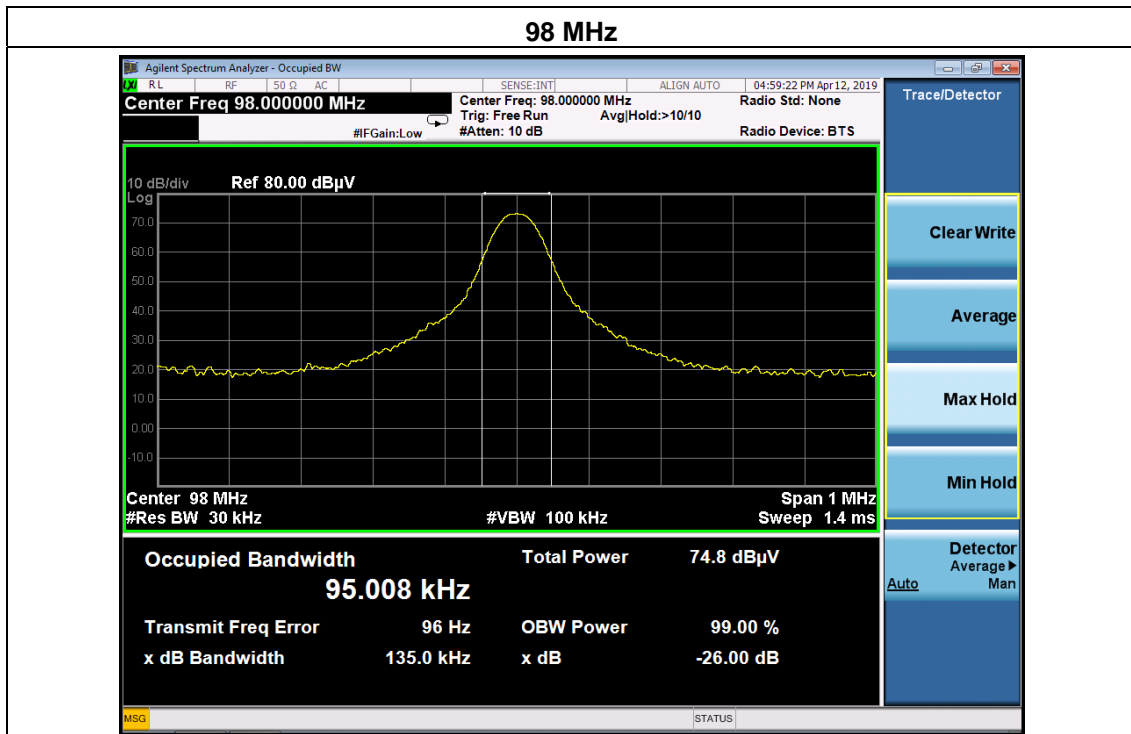 98 MHz
Agilent Spectrum Analyzer - Occupied BW
LXI RL RF 50 Ω AC SENSE:INT ALIGN AUTO 04:59:22 PM Apr 12, 2019
Center Freq 98.000000 MHz Center Freq: 98.000000 MHz Radio Std: None
Trig: Free Run Avg|Hold:>10/10
#IFGain:Low #Atten: 10 dB Radio Device: BTS
Trace/Detector
10 dB/div Ref 80.00 dBµV
Log
70.0
60.0
50.0
40.0
30.0
20.0
10.0
0.00
-10.0
Center 98 MHz Span 1 MHz
#Res BW 30 kHz #VBW 100 kHz Sweep 1.4 ms
Occupied Bandwidth Total Power 74.8 dBµV
95.008 kHz
Transmit Freq Error 96 Hz OBW Power 99.00 %
x dB Bandwidth 135.0 kHz x dB -26.00 dB
Clear Write
Average
Max Hold
Min Hold
Detector
Average
Auto Man
MSG STATUS